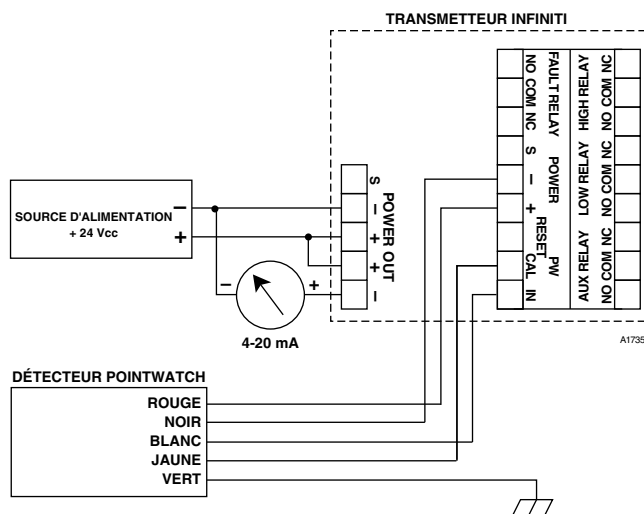 TRANSMETTEUR INFINITI
NO COM NC
FAULT RELAY
HIGH RELAY
NO COM NC
S
–
+
POWER
LOW RELAY
NO COM NC
RESET
CAL
IN
PW
AUX RELAY
NO COM NC
S
–
+
+
–
POWER OUT
SOURCE D'ALIMENTATION
+ 24 Vcc
–
+
–
+
4-20 mA
A1735
DÉTECTEUR POINTWATCH
ROUGE
NOIR
BLANC
JAUNE
VERT